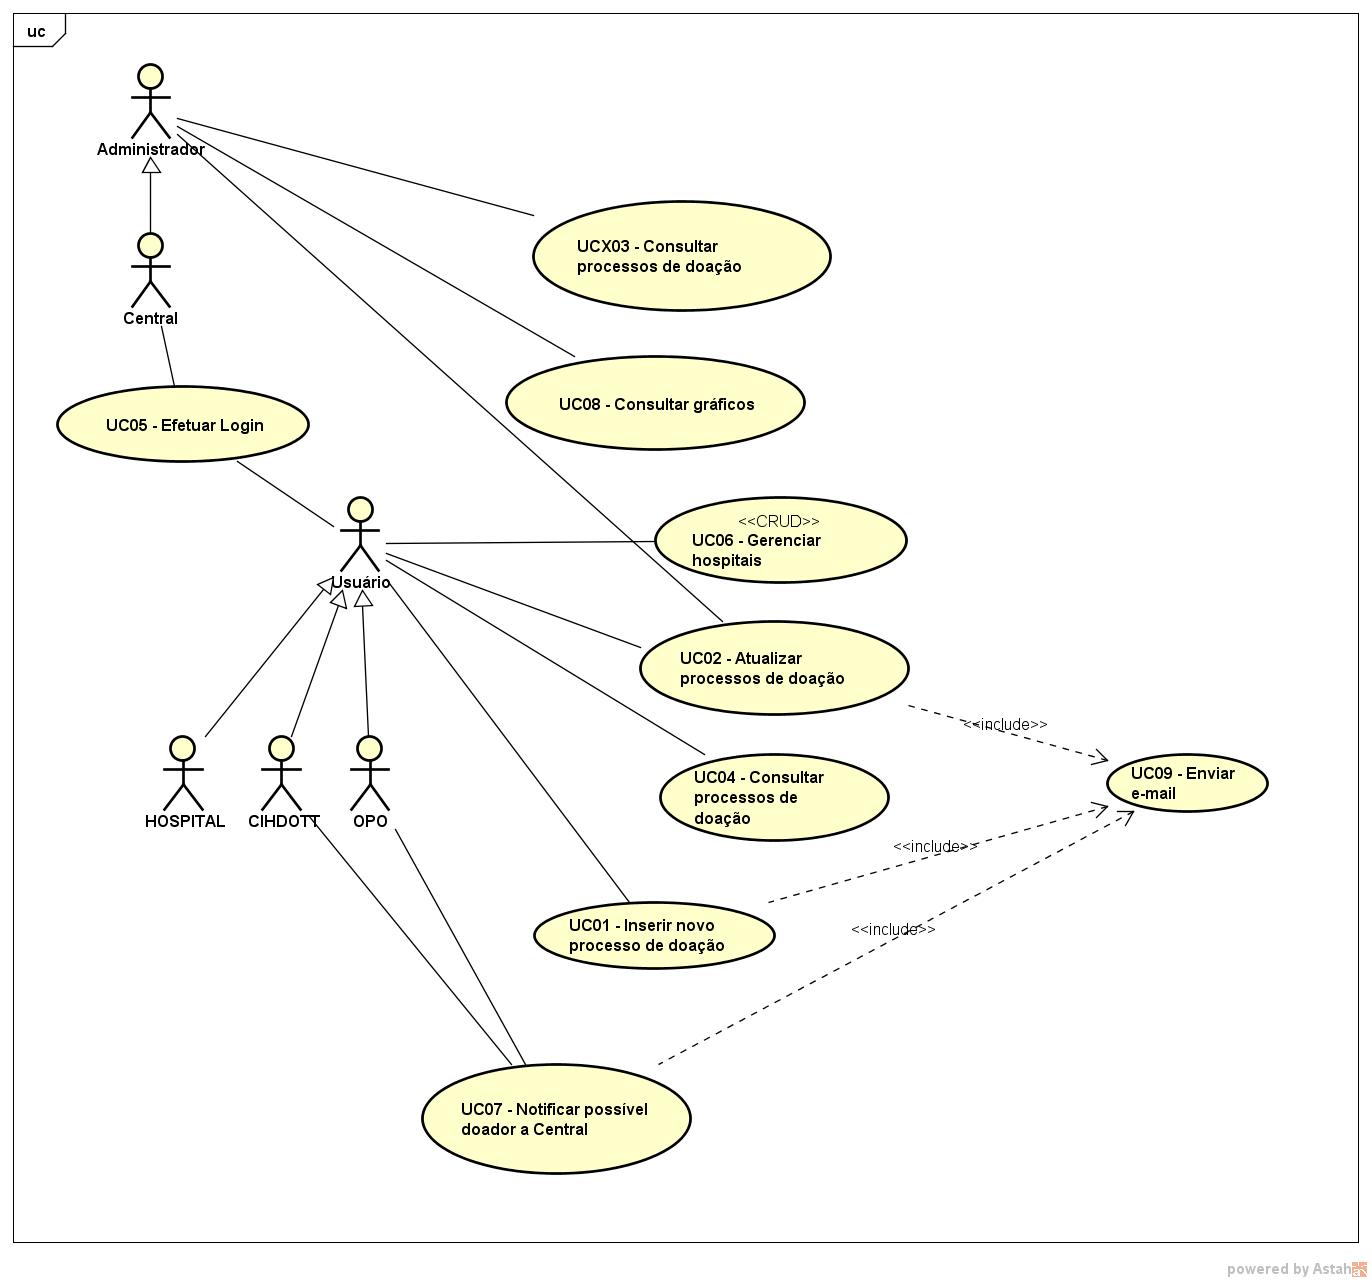 uc
Administrador
Central
UCX03 - Consultar
processos de doação
UC08 - Consultar gráficos
UC05 - Efetuar Login
Usuário
<<CRUD>>
UC06 - Gerenciar
hospitais
UC02 - Atualizar
processos de doação
<<include>>
HOSPITAL
CIHDOTT
OPO
UC04 - Consultar
processos de
doação
UC09 - Enviar
e-mail
<<include>>
UC01 - Inserir novo
processo de doação
<<include>>
UC07 - Notificar possível
doador a Central
powered by Astah